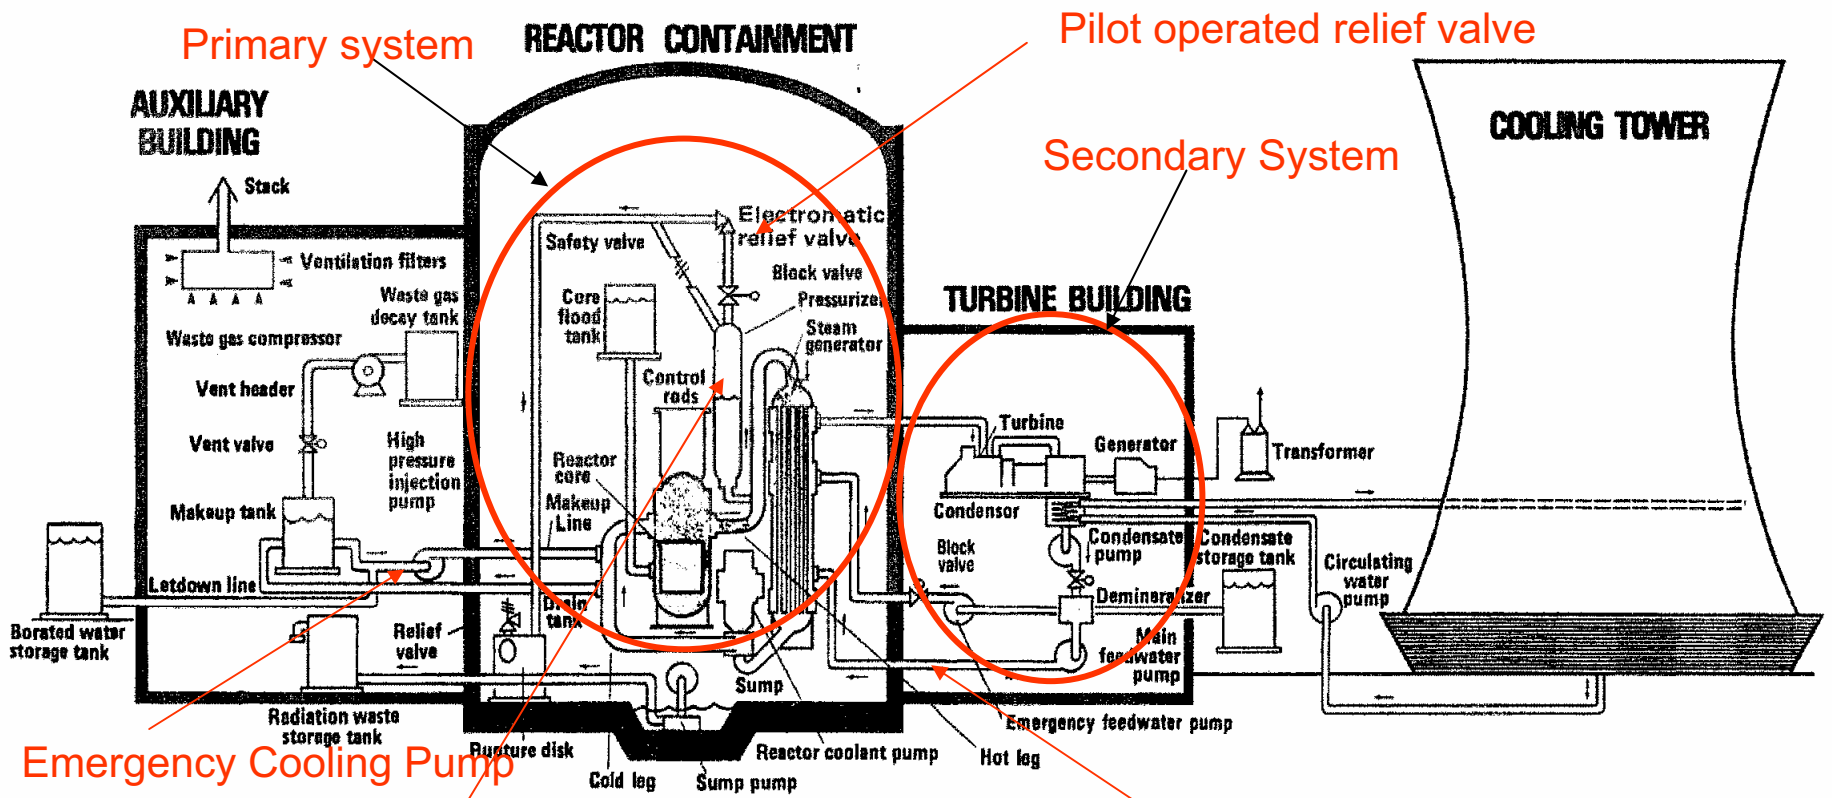 Primary system
REACTOR CONTAINMENT
Pilot operated relief valve
AUXILIARY
BUILDING
COOLING TOWER
Secondary System
Stack
Electromatic
relief valve
Safety valve
Ventilation filters
Block valve
Waste gas
decay tank
Core
flood
tank
Pressurizer
TURBINE BUILDING
Waste gas compressor
Steam
generator
Vent header
Control
rods
Turbine
Generator
Transformer
Vent valve
High
pressure
injection
pump
Reactor
core
Makeup
Line
Makeup tank
Condensor
Condensate
pump
Condensate
storage tank
Block
valve
Circulating
water
pump
Letdown line
Drain
tank
Demineralizer
Borated water
storage tank
Relief
valve
Main
feedwater
pump
Sump
Radiation waste
storage tank
Emergency feedwater pump
Rupture disk
Reactor coolant pump
Hot leg
Emergency Cooling Pump
Cold leg
Sump pump